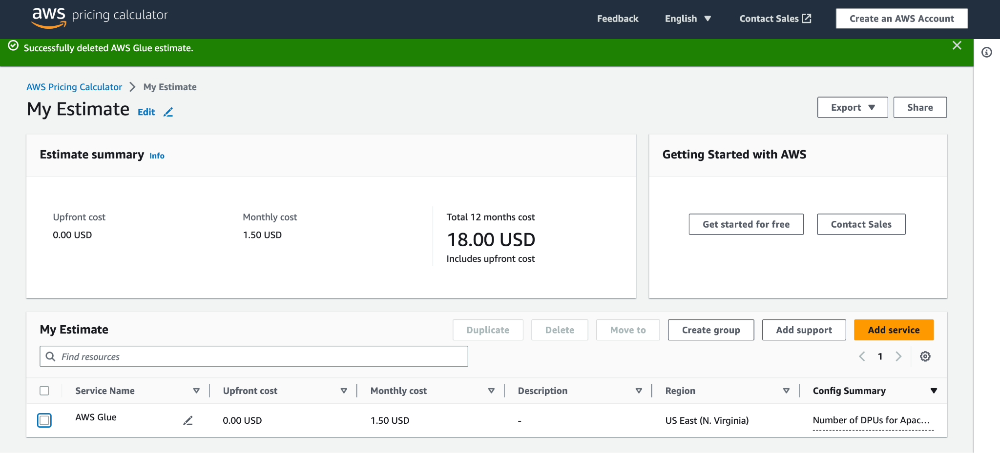 aws pricing calculator
Feedback English Contact Sales Create an AWS Account
Successfully deleted AWS Glue estimate.
AWS Pricing Calculator My Estimate
My Estimate Edit
Export Share
Estimate summary Info
Upfront cost
0.00 USD
Monthly cost
1.50 USD
Total 12 months cost
18.00 USD
Includes upfront cost
Getting Started with AWS
Get started for free Contact Sales
My Estimate
Duplicate Delete Move to Create group Add support Add service
Find resources
1
Service Name Upfront cost Monthly cost Description Region Config Summary
AWS Glue 0.00 USD 1.50 USD - US East (N. Virginia) Number of DPUs for Apac...